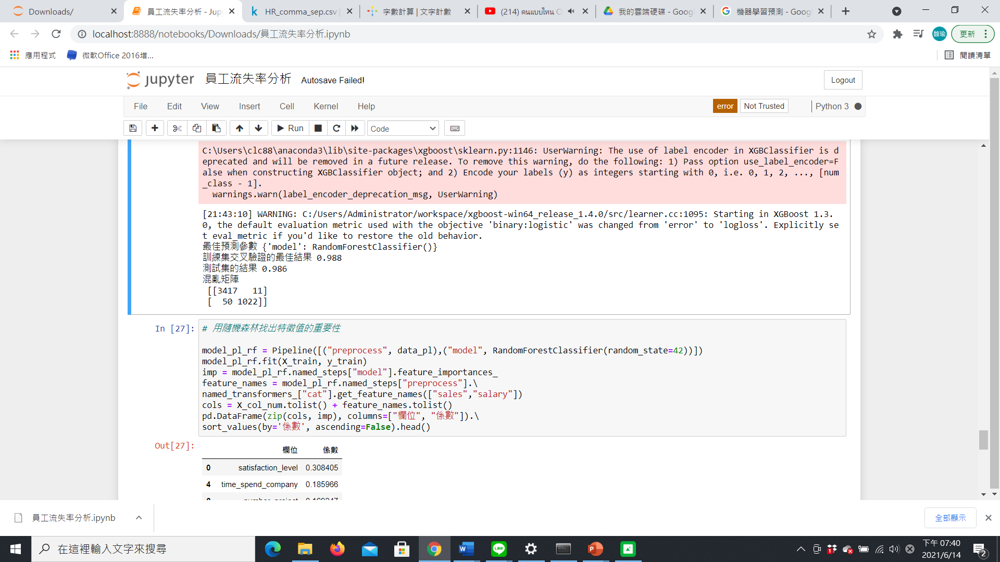 Downloads/
員工流失率分析 - Jup
HR_comma_sep.csv
字數計算 | 文字計數
(214) คนแบบไหน
我的雲端硬碟 - Goog
機器學習預測 - Goog
localhost:8888/notebooks/Downloads/員工流失率分析.ipynb
馥瑜
更新
應用程式
微軟Office 2016增...
閱讀清單
jupyter 員工流失率分析 Autosave Failed!
Logout
File Edit View Insert Cell Kernel Help
error Not Trusted Python 3
Run Code
C:\Users\clc88\anaconda3\lib\site-packages\xgboost\sklearn.py:1146: UserWarning: The use of label encoder in XGBClassifier is d
eprecated and will be removed in a future release. To remove this warning, do the following: 1) Pass option use_label_encoder=F
alse when constructing XGBClassifier object; and 2) Encode your labels (y) as integers starting with 0, i.e. 0, 1, 2, ..., [num
_class - 1].
warnings.warn(label_encoder_deprecation_msg, UserWarning)
[21:43:10] WARNING: C:/Users/Administrator/workspace/xgboost-win64_release_1.4.0/src/learner.cc:1095: Starting in XGBoost 1.3.
0, the default evaluation metric used with the objective 'binary:logistic' was changed from 'error' to 'logloss'. Explicitly se
t eval_metric if you'd like to restore the old behavior.
最佳預測參數 {'model': RandomForestClassifier()}
訓練集交叉驗證的最佳結果 0.988
測試集的結果 0.986
混亂矩陣
[[3417   11]
[  50 1022]]
In [27]:
# 用隨機森林找出特徵值的重要性
model_pl_rf = Pipeline([("preprocess", data_pl),("model", RandomForestClassifier(random_state=42))])
model_pl_rf.fit(X_train, y_train)
imp = model_pl_rf.named_steps["model"].feature_importances_
feature_names = model_pl_rf.named_steps["preprocess"].\
named_transformers_["cat"].get_feature_names(["sales","salary"])
cols = X_col_num.tolist() + feature_names.tolist()
pd.DataFrame(zip(cols, imp), columns=["欄位", "係數"]).\
sort_values(by='係數', ascending=False).head()
Out[27]:
欄位 係數
0 satisfaction_level 0.308405
4 time_spend_company 0.185966
員工流失率分析.ipynb
全部顯示
在這裡輸入文字來搜尋
下午 07:40
2021/6/14
2